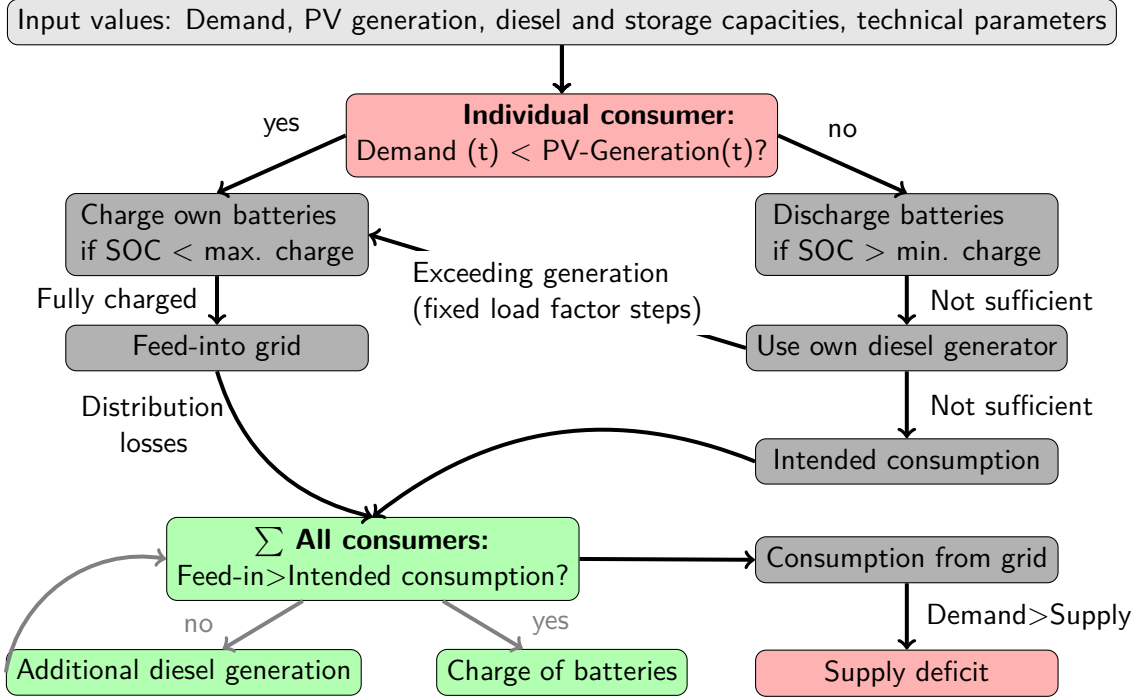 Input values: Demand, PV generation, diesel and storage capacities, technical parameters
Individual consumer:
Demand (t) < PV-Generation(t)?
yes
no
Charge own batteries
if SOC < max. charge
Discharge batteries
if SOC > min. charge
Exceeding generation
(fixed load factor steps)
Fully charged
Not sufficient
Feed-into grid
Use own diesel generator
Distribution
losses
Not sufficient
Intended consumption
∑ All consumers:
Feed-in>Intended consumption?
Consumption from grid
no
yes
Demand>Supply
Additional diesel generation
Charge of batteries
Supply deficit